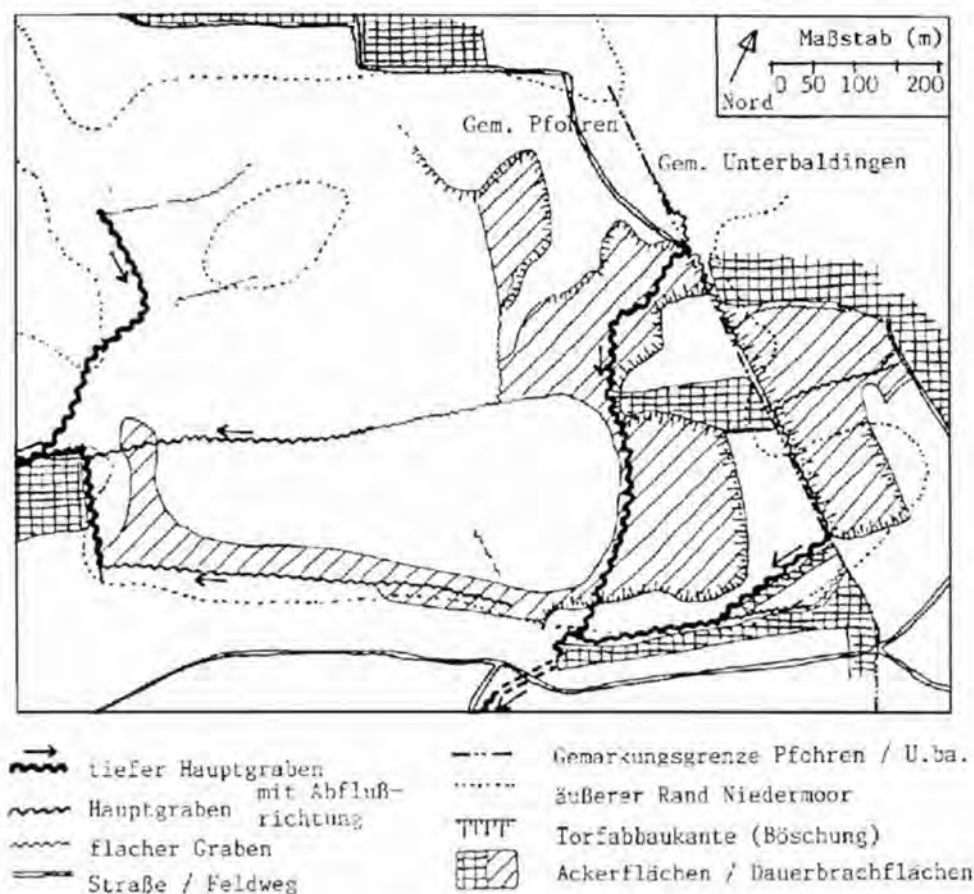 Maßstab (m)
0 50 100 200
Nord
Gem. Pfohren
Gem. Unterbaldingen
tiefer Hauptgraben
Hauptgraben
mit Abfluß-
richtung
flacher Graben
Straße / Feldweg
Gemarkungsgrenze Pfohren / U.ba.
äußerer Rand Niedermoor
Torfabbaukante (Böschung)
Ackerflächen / Dauerbrachflächen